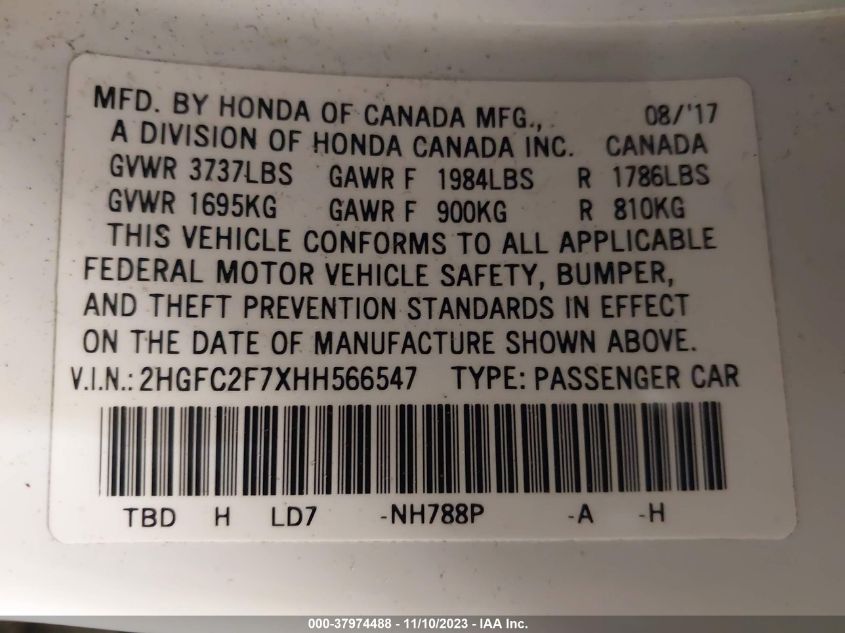 MFD. BY HONDA OF CANADA MFG., 08/'17
A DIVISION OF HONDA CANADA INC. CANADA
GVWR 3737LBS GAWR F 1984LBS R 1786LBS
GVWR 1695KG GAWR F 900KG R 810KG
THIS VEHICLE CONFORMS TO ALL APPLICABLE
FEDERAL MOTOR VEHICLE SAFETY, BUMPER,
AND THEFT PREVENTION STANDARDS IN EFFECT
ON THE DATE OF MANUFACTURE SHOWN ABOVE.
V.I.N.: 2HGFC2F7XHH566547 TYPE: PASSENGER CAR
TBD H LD7 -NH788P -A -H
000-37974488 - 11/10/2023 - IAA Inc.